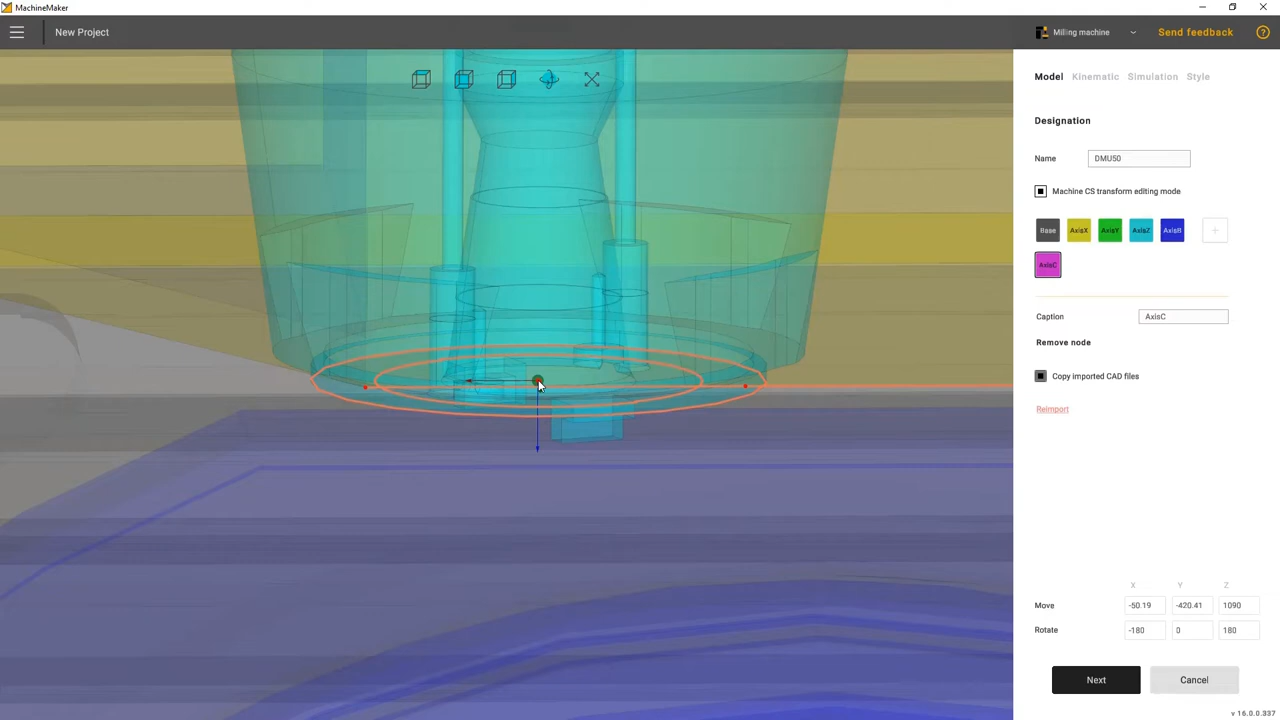 MachineMaker
New Project
Milling machine
Send feedback
?
Model Kinematic Simulation Style
Designation
Name DMU50
Machine CS transform editing mode
Base AxisX AxisY AxisZ AxisB +
AxisC
Caption AxisC
Remove node
Copy imported CAD files
Reimport
X Y Z
Move -50.19 -420.41 1090
Rotate -180 0 180
Next Cancel
v 16.0.0.337